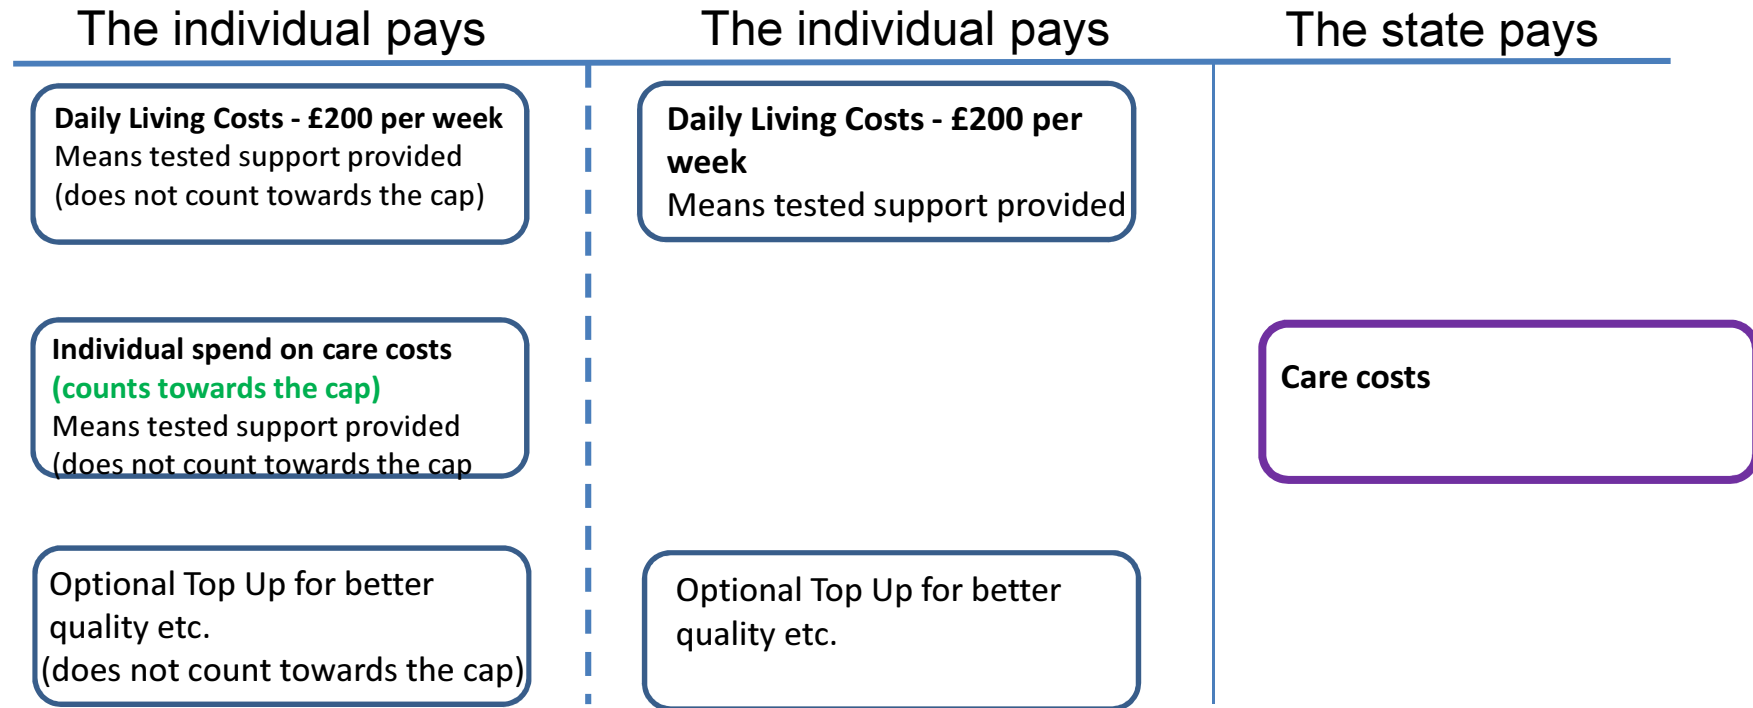 The individual pays
The individual pays
The state pays
Daily Living Costs - £200 per week
Means tested support provided
(does not count towards the cap)
Daily Living Costs - £200 per
week
Means tested support provided
Individual spend on care costs
(counts towards the cap)
Means tested support provided
(does not count towards the cap
Care costs
Optional Top Up for better
quality etc.
(does not count towards the cap)
Optional Top Up for better
quality etc.